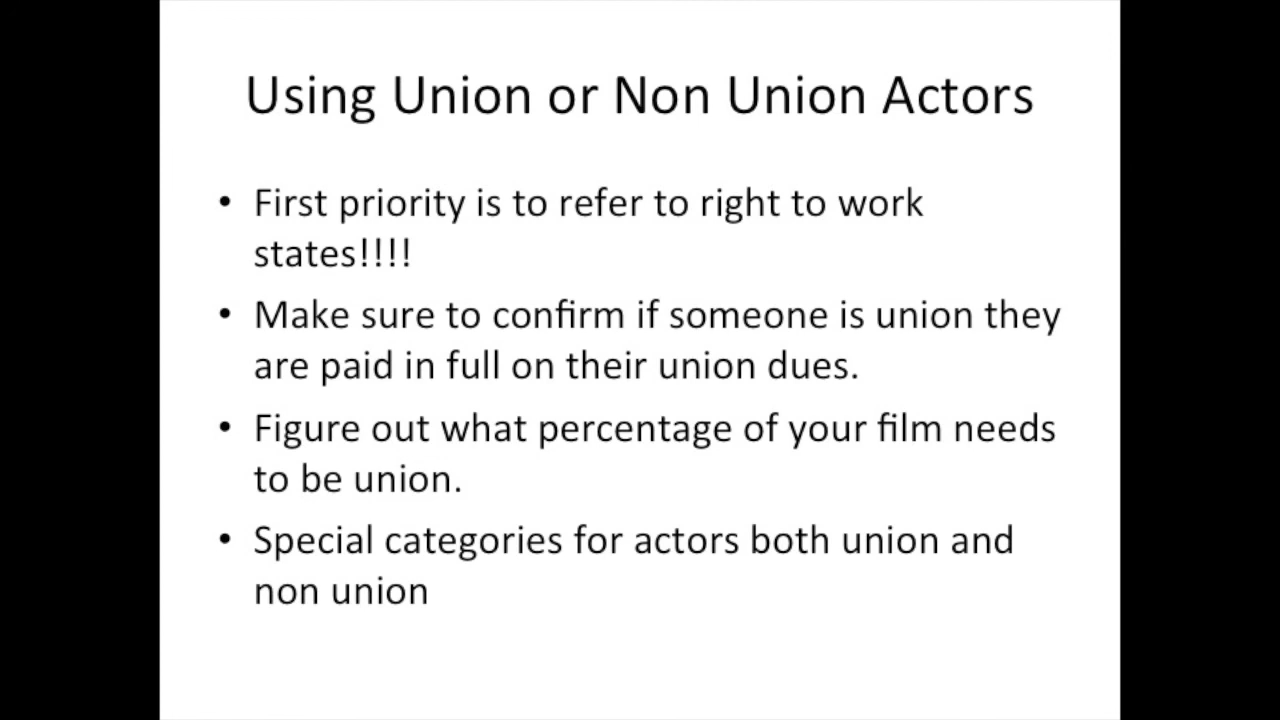 Using Union or Non Union Actors
• First priority is to refer to right to work
states!!!!
• Make sure to confirm if someone is union they
are paid in full on their union dues.
• Figure out what percentage of your film needs
to be union.
• Special categories for actors both union and
non union